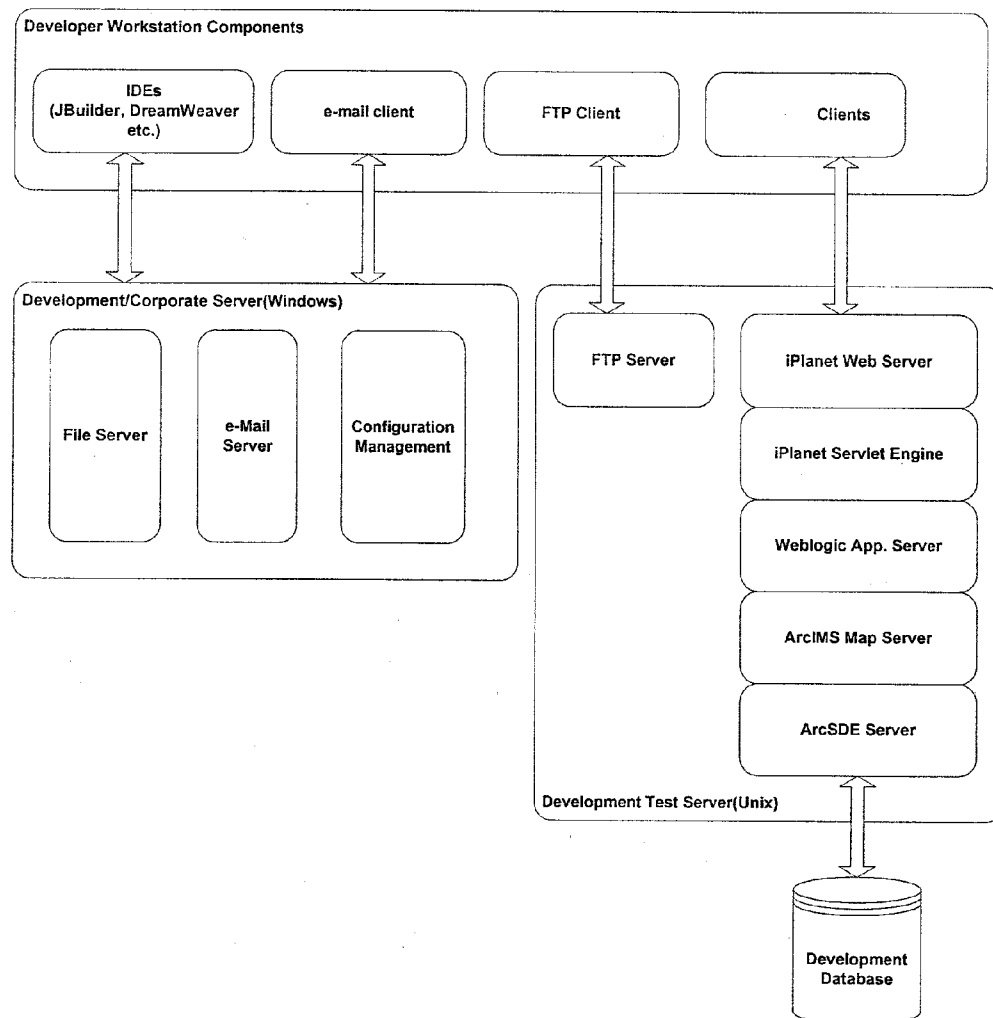 Developer Workstation Components
IDEs
(JBuilder, DreamWeaver
etc.)
e-mail client
FTP Client
Clients
Development/Corporate Server(Windows)
File Server
e-Mail
Server
Configuration
Management
FTP Server
iPlanet Web Server
iPlanet Servlet Engine
Weblogic App. Server
ArcIMS Map Server
ArcSDE Server
Development Test Server(Unix)
Development
Database